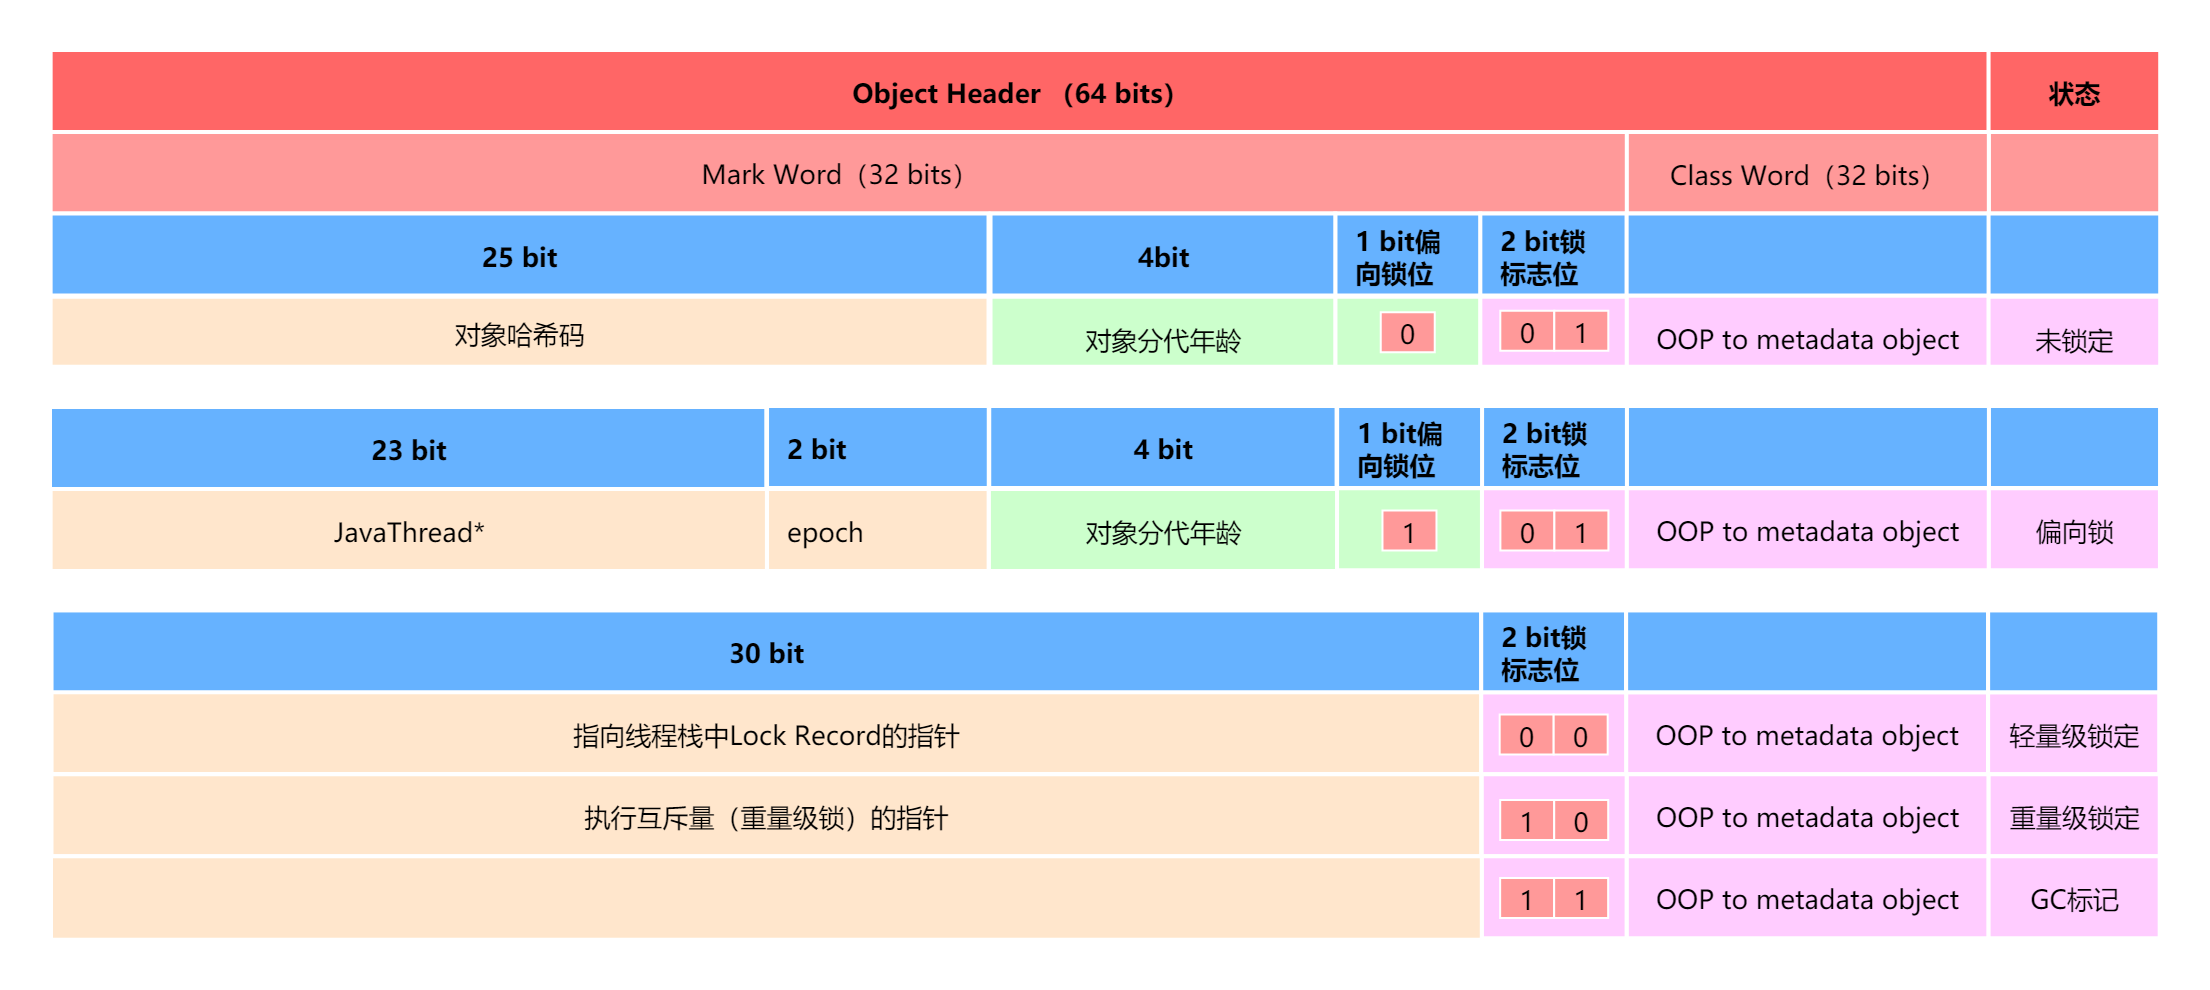 Object Header （64 bits）
状态
Mark Word（32 bits）
Class Word（32 bits）
25 bit
4bit
1 bit偏
向锁位
2 bit锁
标志位
对象哈希码
对象分代年龄
0
0 1
OOP to metadata object
未锁定
23 bit
2 bit
4 bit
1 bit偏
向锁位
2 bit锁
标志位
JavaThread*
epoch
对象分代年龄
1
0 1
OOP to metadata object
偏向锁
30 bit
2 bit锁
标志位
指向线程栈中Lock Record的指针
0 0
OOP to metadata object
轻量级锁定
执行互斥量（重量级锁）的指针
1 0
OOP to metadata object
重量级锁定
1 1
OOP to metadata object
GC标记